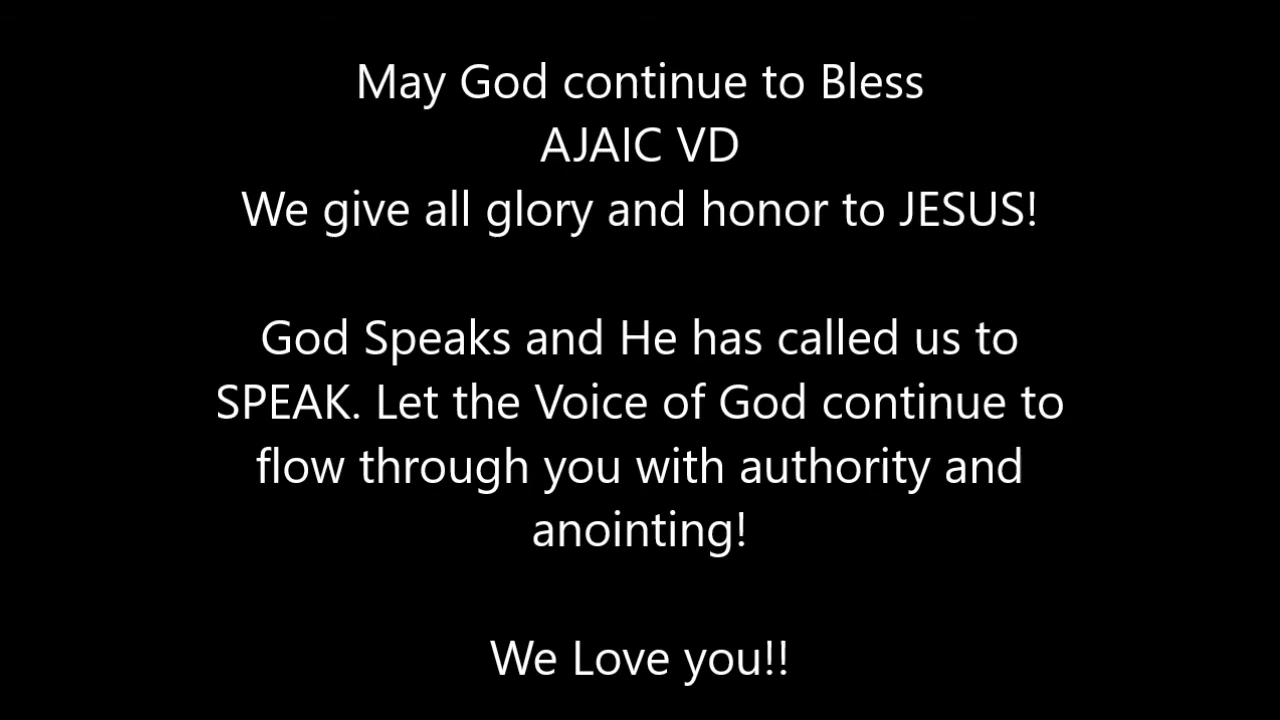 May God continue to Bless
AJAIC VD
We give all glory and honor to JESUS!
God Speaks and He has called us to
SPEAK. Let the Voice of God continue to
flow through you with authority and
anointing!
We Love you!!